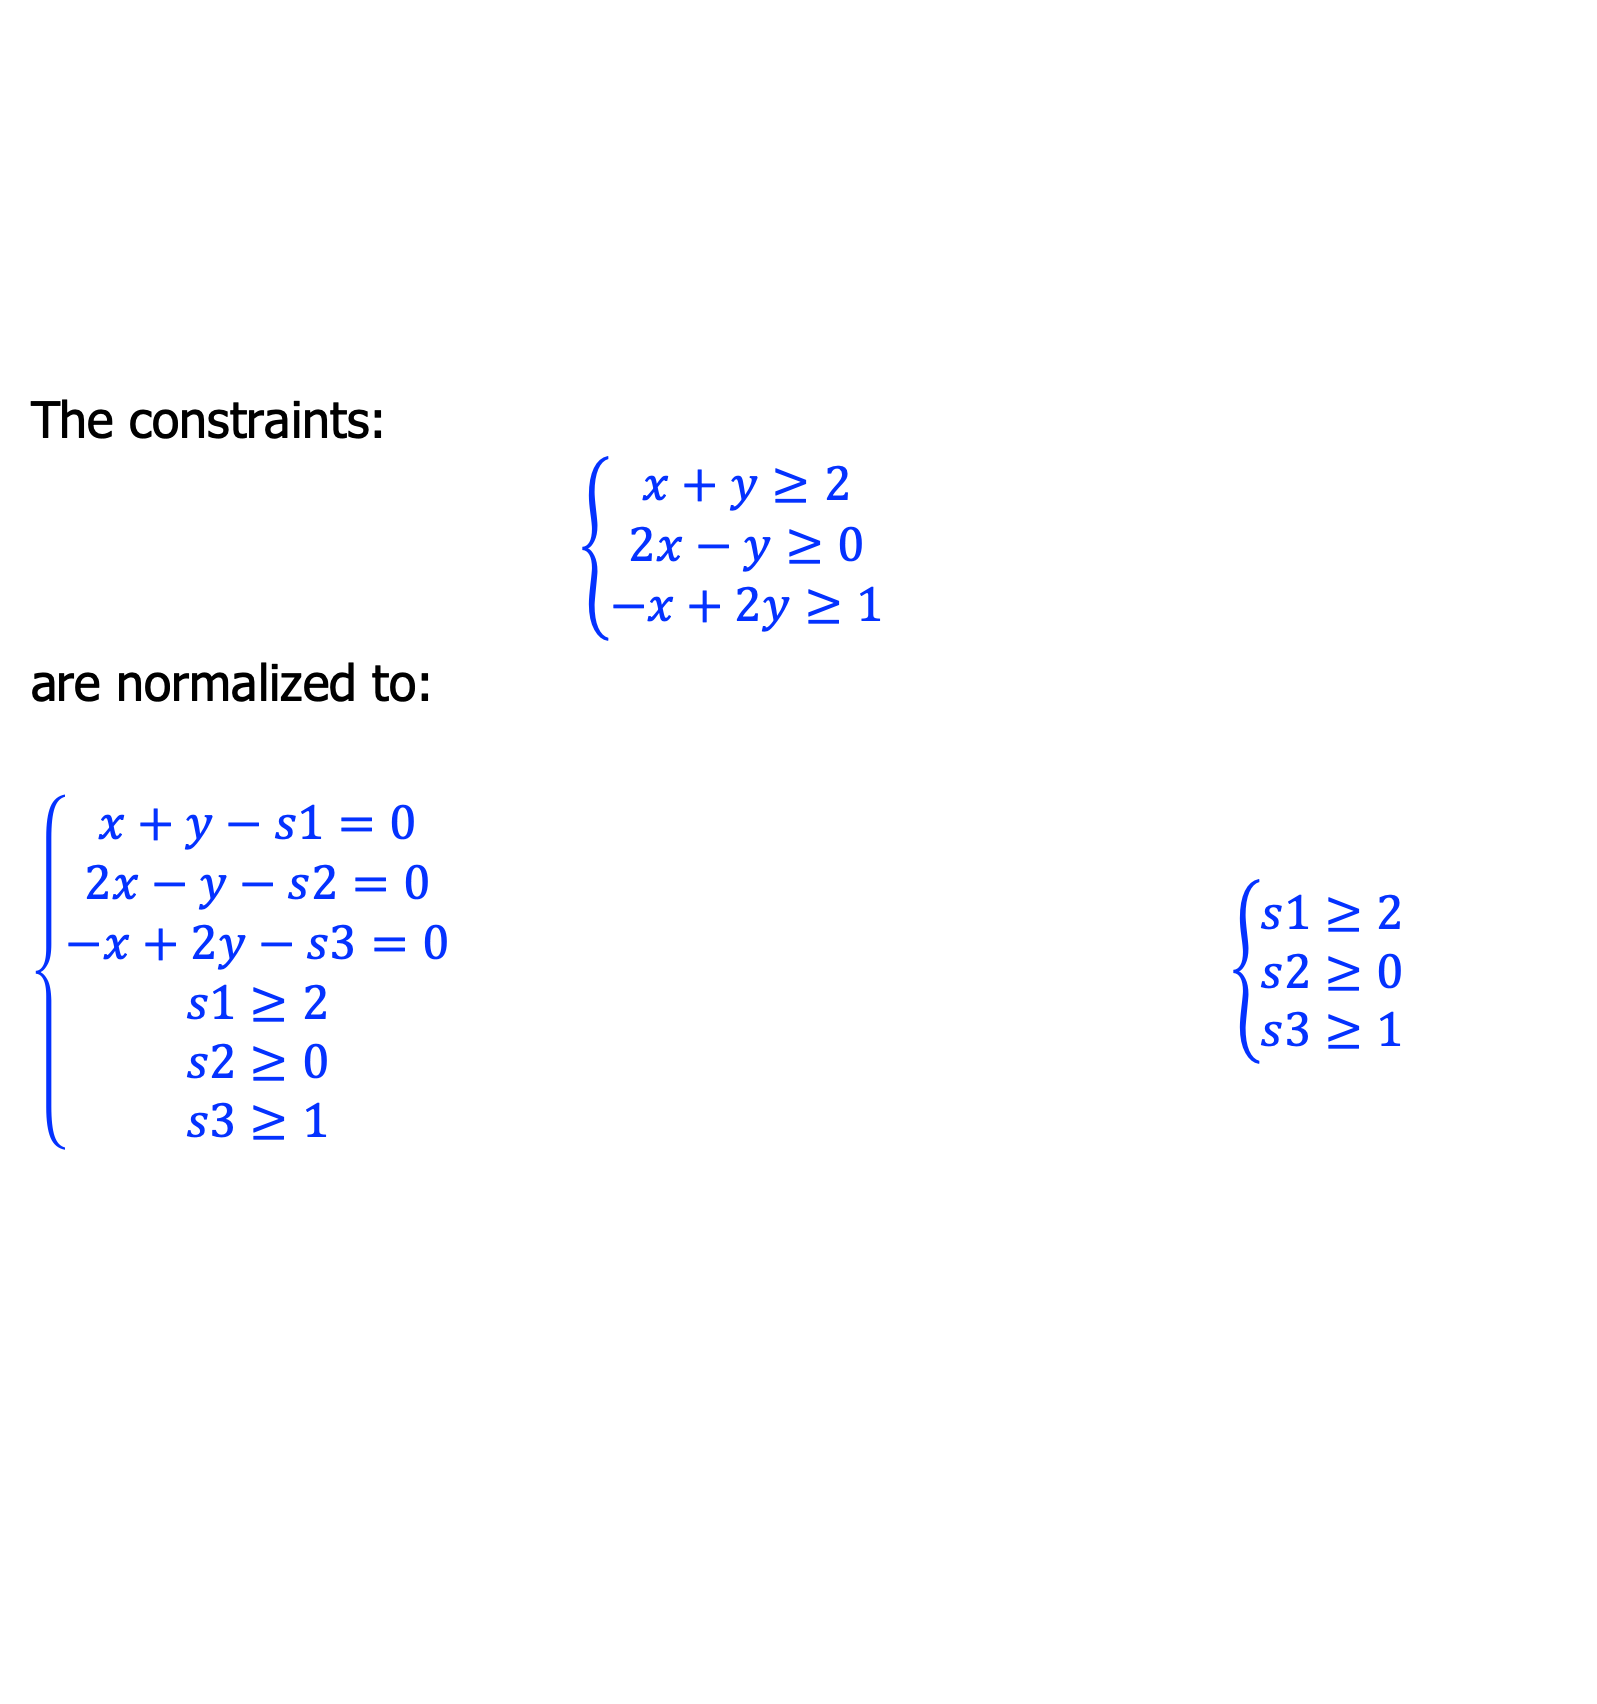 The constraints:
x + y ≥ 2
2x − y ≥ 0
−x + 2y ≥ 1
are normalized to:
x + y − s1 = 0
2x − y − s2 = 0
−x + 2y − s3 = 0
s1 ≥ 2
s2 ≥ 0
s3 ≥ 1
s1 ≥ 2
s2 ≥ 0
s3 ≥ 1